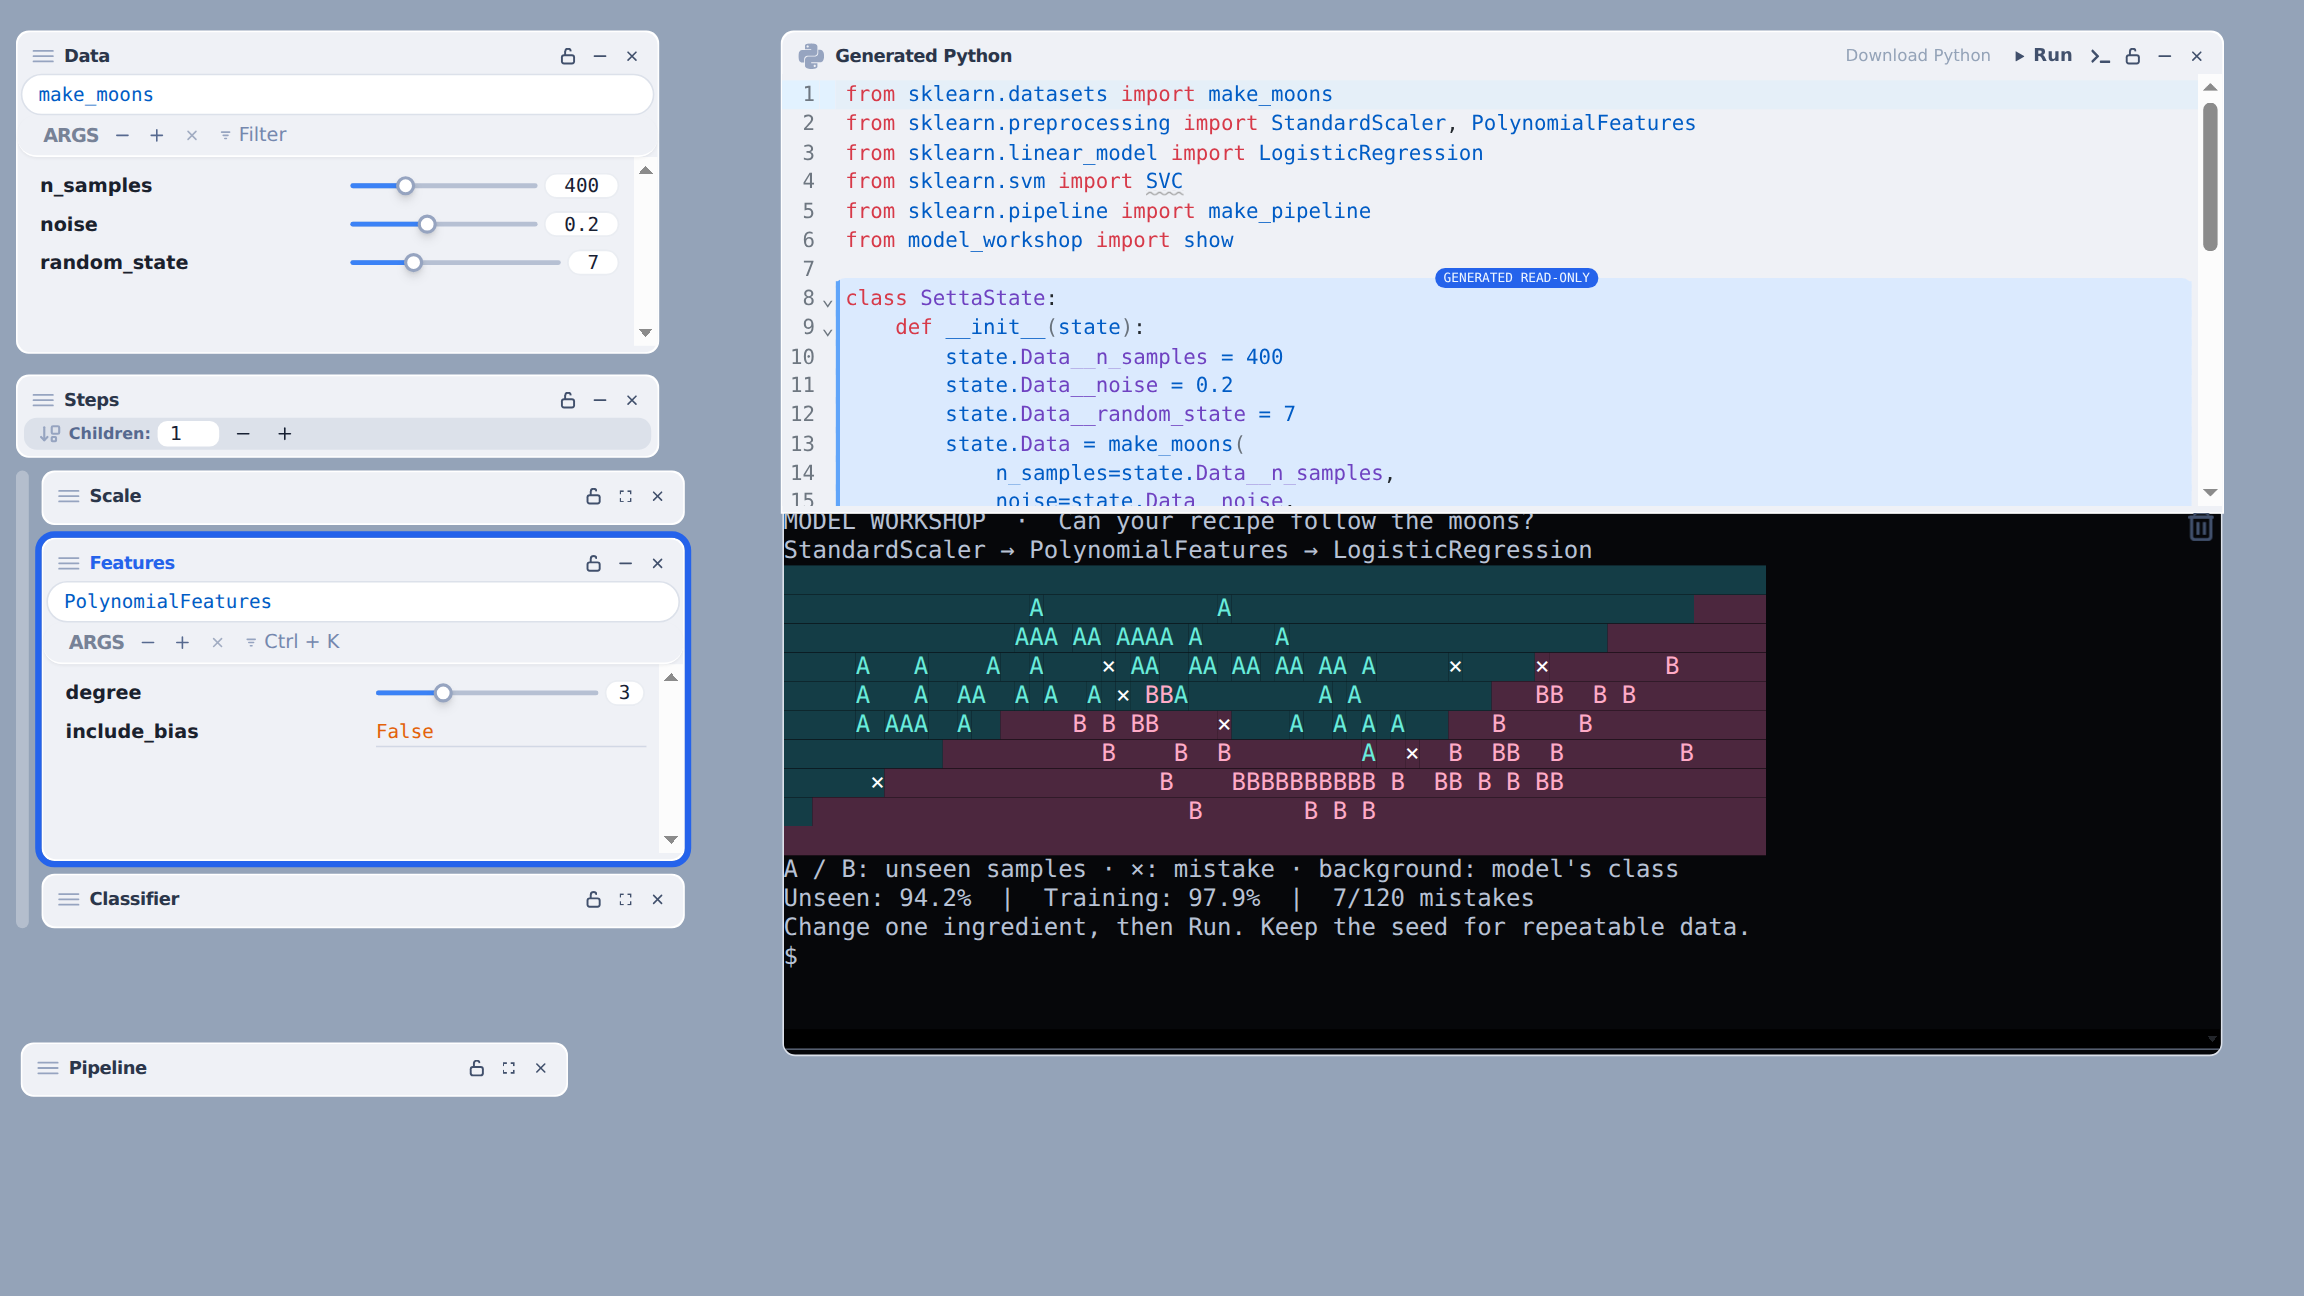 Data
make_moons
ARGS − + × Filter
n_samples 400
noise 0.2
random_state 7
Steps
Children: 1 − +
Scale
Features
PolynomialFeatures
ARGS − + × Ctrl + K
degree 3
include_bias False
Classifier
Pipeline
Generated Python Download Python Run
1 from sklearn.datasets import make_moons
2 from sklearn.preprocessing import StandardScaler, PolynomialFeatures
3 from sklearn.linear_model import LogisticRegression
4 from sklearn.svm import SVC
5 from sklearn.pipeline import make_pipeline
6 from model_workshop import show
7
GENERATED READ-ONLY
8 class SettaState:
9 def __init__(state):
10 state.Data__n_samples = 400
11 state.Data__noise = 0.2
12 state.Data__random_state = 7
13 state.Data = make_moons(
14 n_samples=state.Data__n_samples,
15 noise=state.Data__noise,
MODEL WORKSHOP · Can your recipe follow the moons?
StandardScaler → PolynomialFeatures → LogisticRegression
A A
AAA AA AAAA A A
A A A A × AA AA AA AA AA A × × B
A A AA A A A × BBA A A BB B B
A AAA A B B BB × A A A A B B
B B B A × B BB B B
× B BBBBBBBBBB B BB B B BB
B B B B
A / B: unseen samples · ×: mistake · background: model's class
Unseen: 94.2% | Training: 97.9% | 7/120 mistakes
Change one ingredient, then Run. Keep the seed for repeatable data.
$